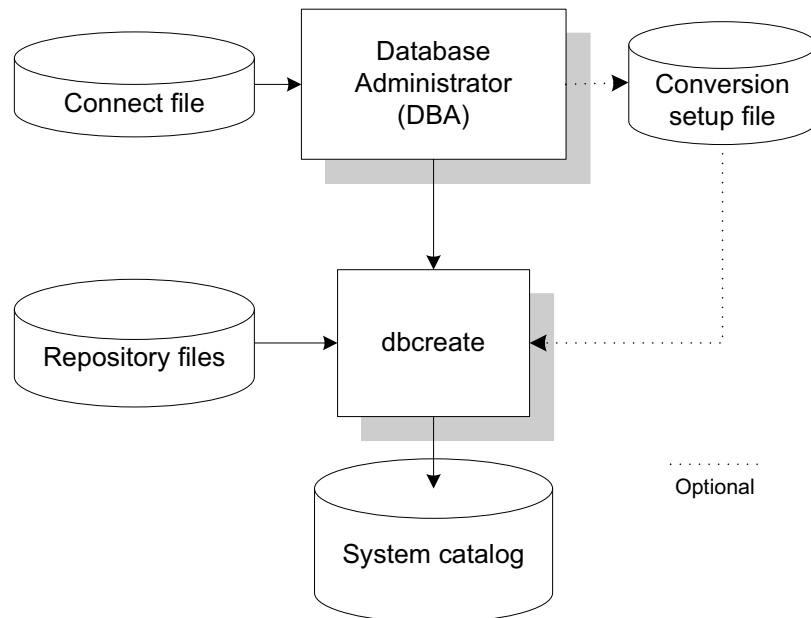 Connect file
Database
Administrator
(DBA)
Conversion
setup file
Repository files
dbcreate
Optional
System catalog